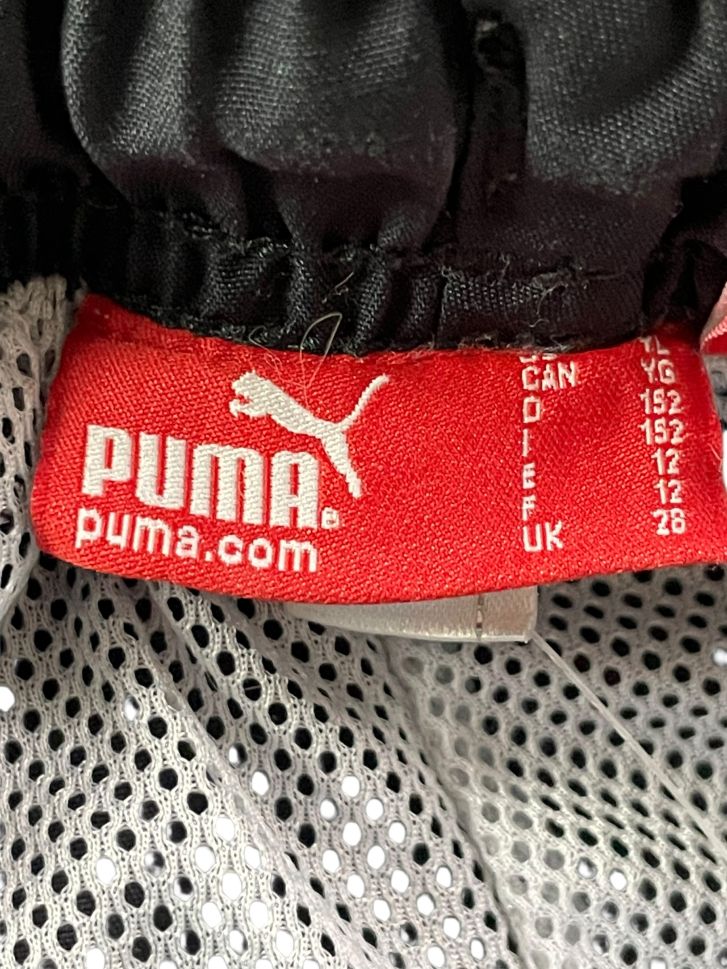 PUMA®
puma.com
CAN YG
D 152
I 152
E 12
F 12
UK 28